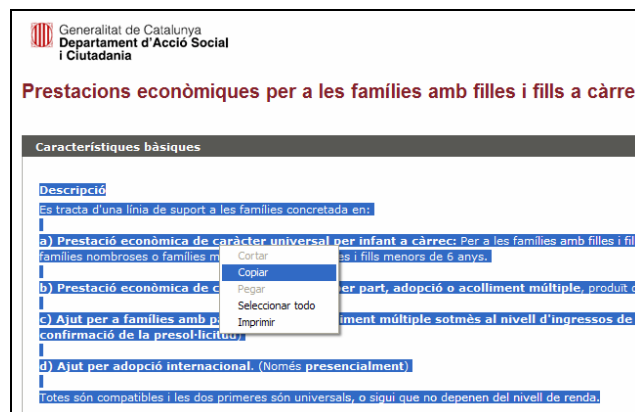 Generalitat de Catalunya
Departament d'Acció Social
i Ciutadania
Prestacions econòmiques per a les famílies amb filles i fills a càrre
Característiques bàsiques
Descripció
Es tracta d'una línia de suport a les famílies concretada en:
a) Prestació econòmica de caràcter universal per infant a càrrec: Per a les famílies amb filles i fil
famílies nombroses o famílies m es i fills menors de 6 anys.
b) Prestació econòmica de c per part, adopció o acolliment múltiple, produït d
c) Ajut per a famílies amb pa iment múltiple sotmès al nivell d'ingressos de
confirmació de la presol·licitud)
d) Ajut per adopció internacional. (Només presencialment)
Totes són compatibles i les dos primeres són universals, o sigui que no depenen del nivell de renda.
Cortar
Copiar
Pegar
Seleccionar todo
Imprimir